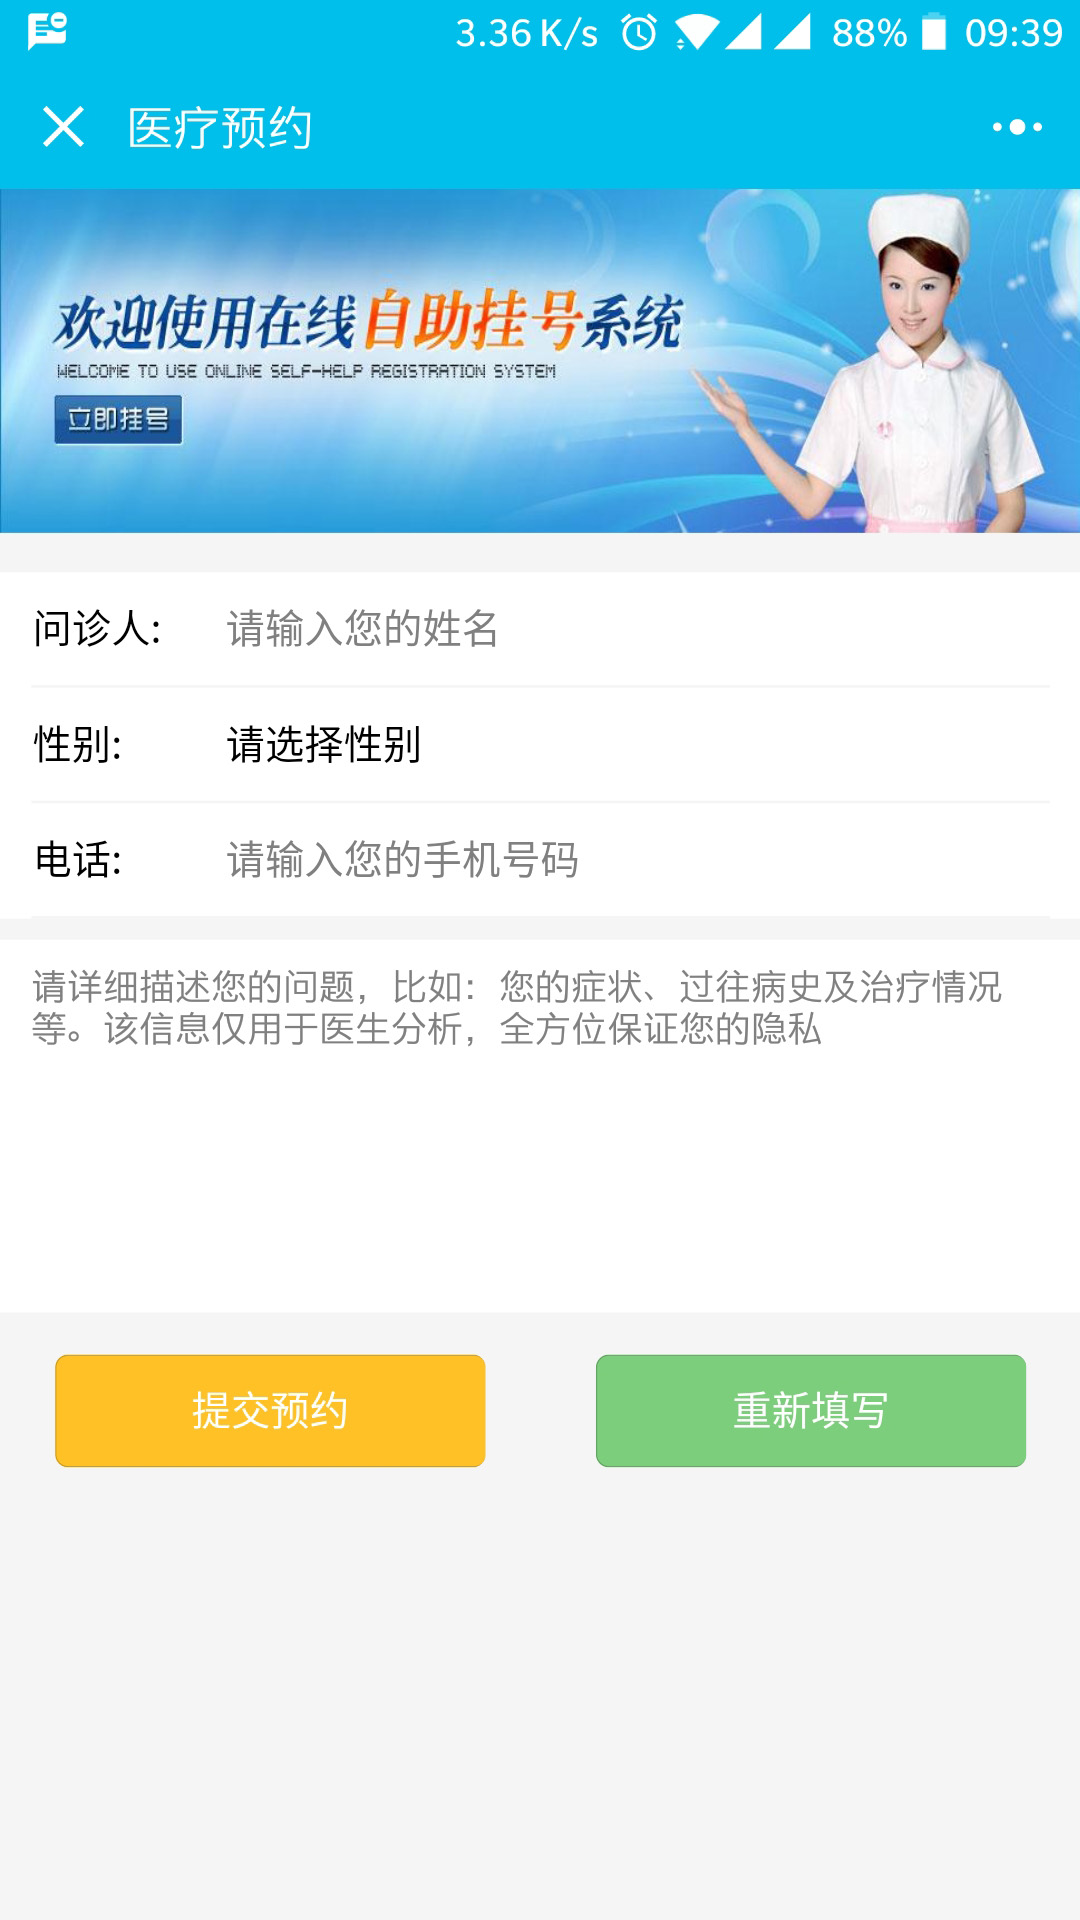 3.36 K/s 88% 09:39
医疗预约
欢迎使用在线自助挂号系统
WELCOME TO USE ONLINE SELF-HELP REGISTRATION SYSTEM
立即挂号
问诊人: 请输入您的姓名
性别: 请选择性别
电话: 请输入您的手机号码
请详细描述您的问题，比如：您的症状、过往病史及治疗情况
等。该信息仅用于医生分析，全方位保证您的隐私
提交预约 重新填写